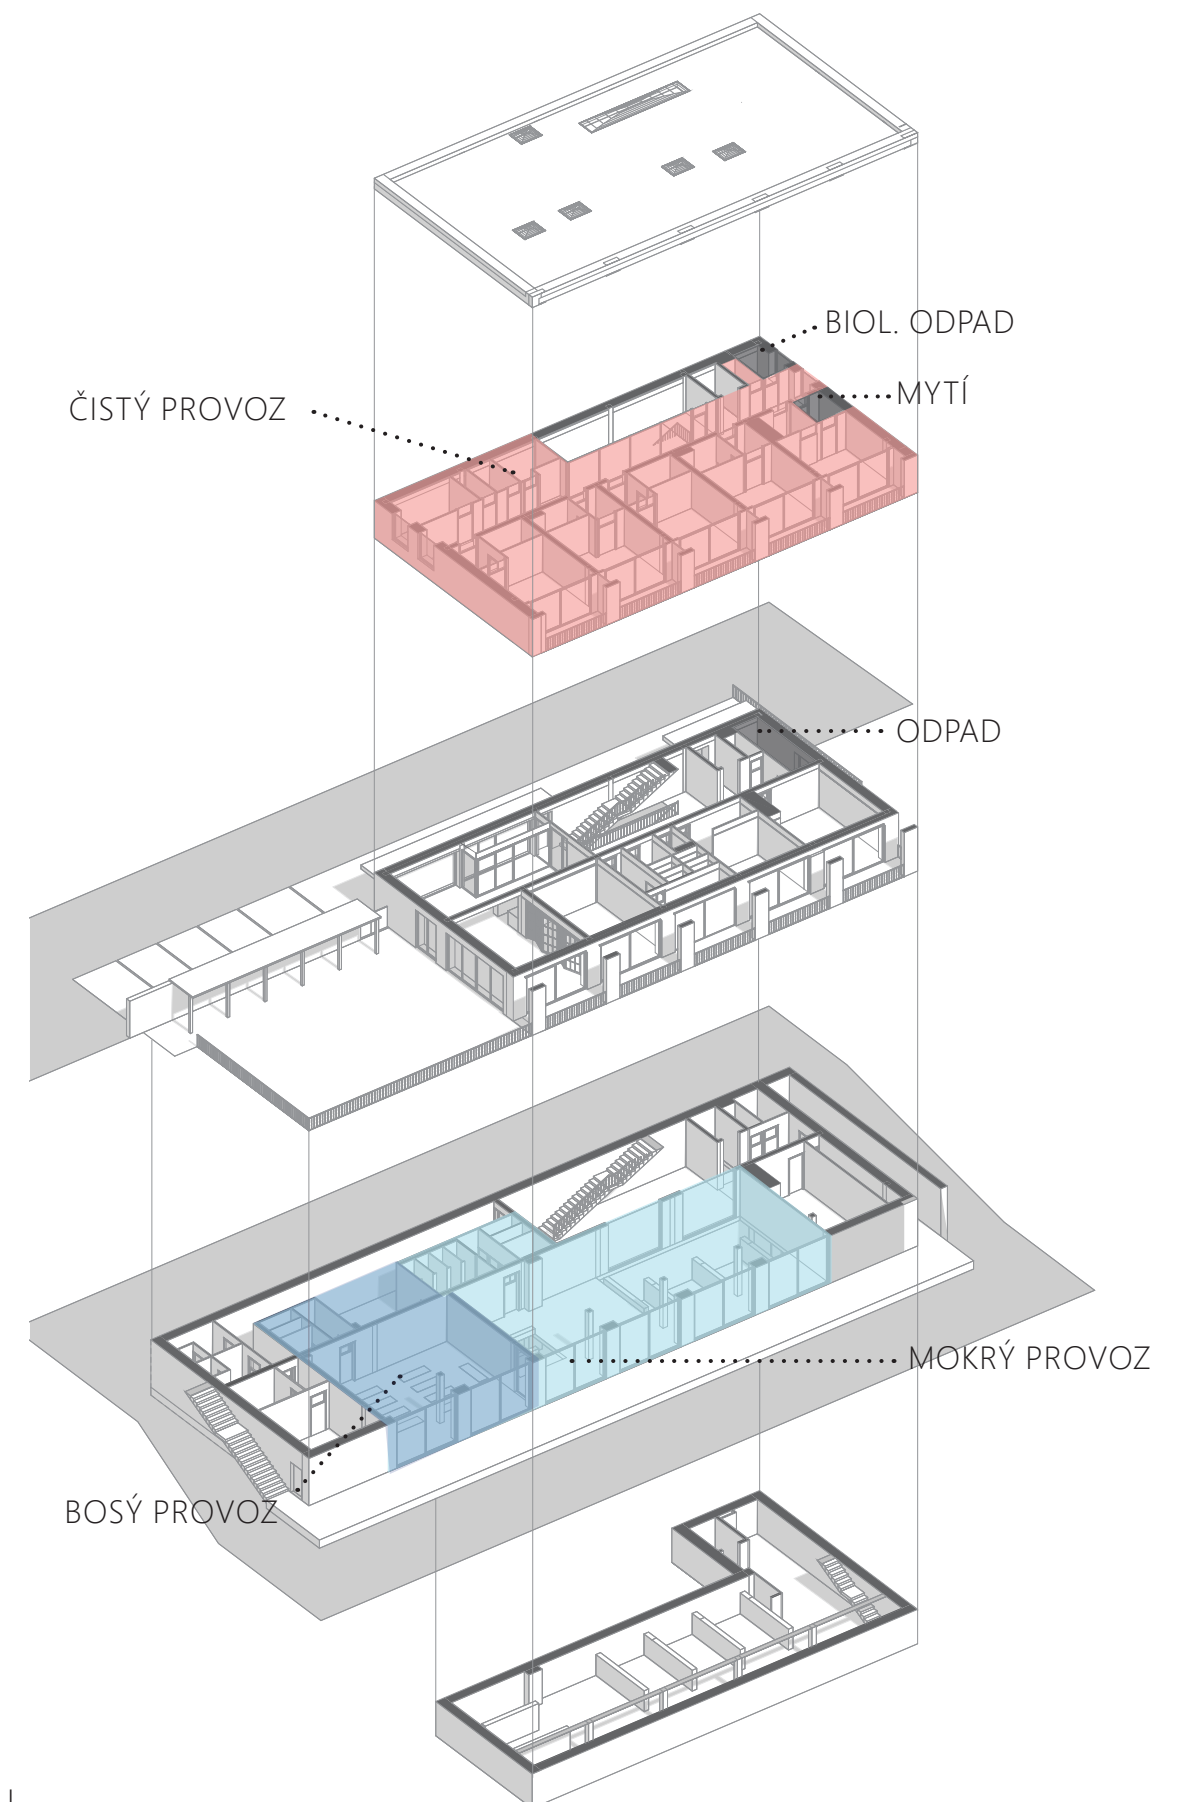 BIOL. ODPAD
MYTÍ
ČISTÝ PROVOZ
ODPAD
MOKRÝ PROVOZ
BOSÝ PROVOZ